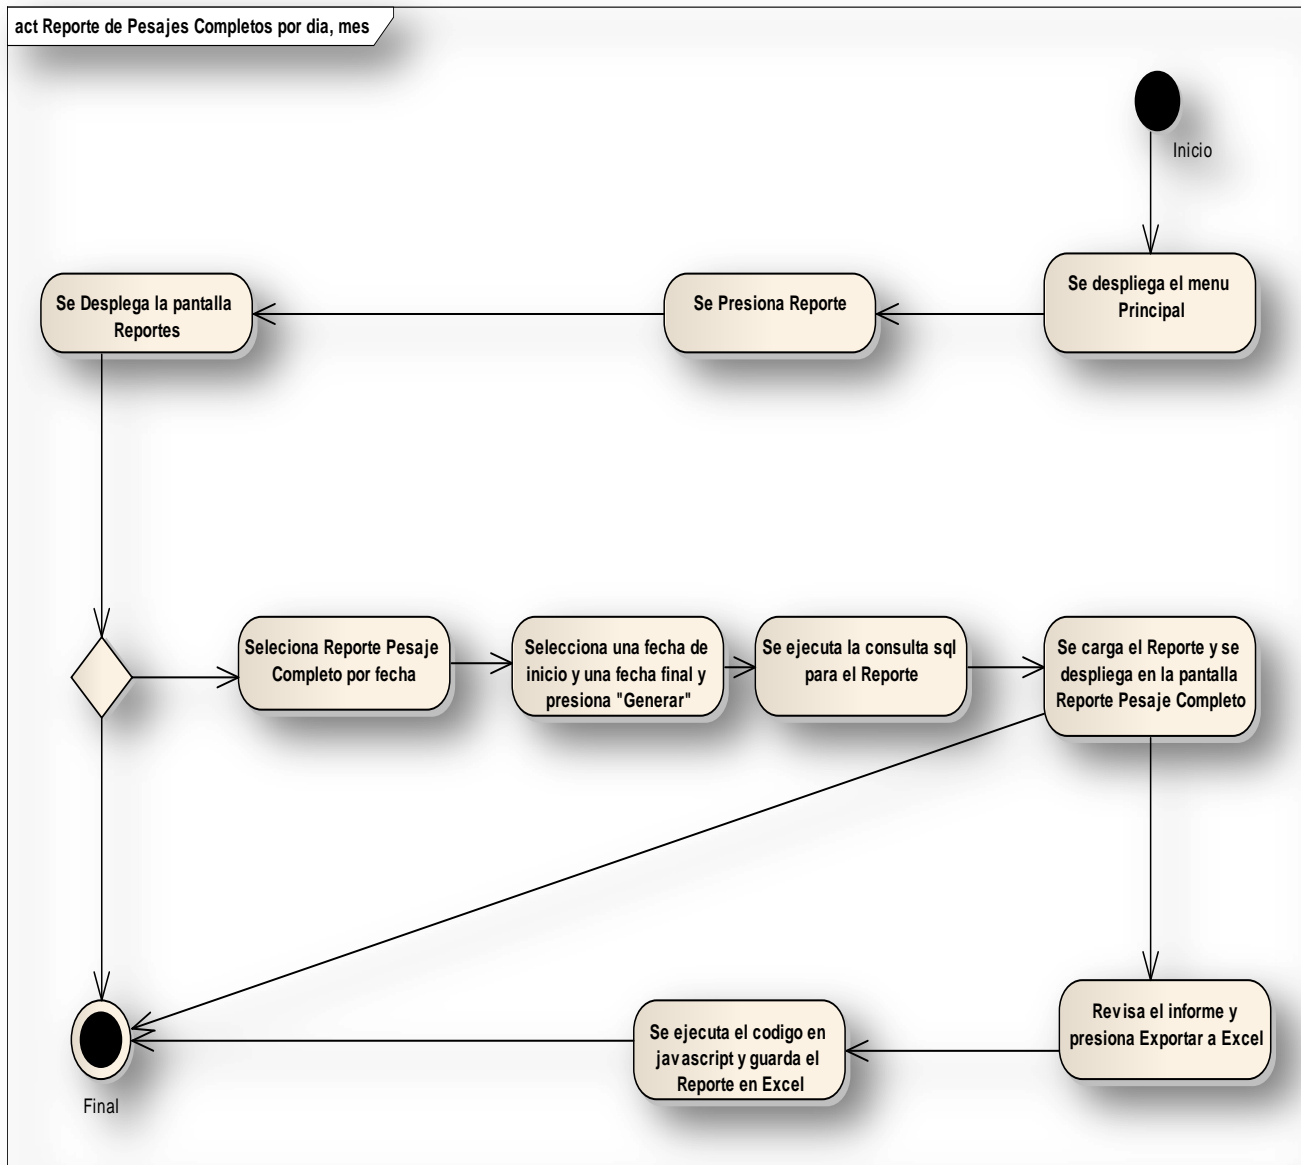 act Reporte de Pesajes Completos por dia, mes
Inicio
Se despliega el menu
Principal
Se Presiona Reporte
Se Desplega la pantalla
Reportes
Seleciona Reporte Pesaje
Completo por fecha
Selecciona una fecha de
inicio y una fecha final y
presiona "Generar"
Se ejecuta la consulta sql
para el Reporte
Se carga el Reporte y se
despliega en la pantalla
Reporte Pesaje Completo
Revisa el informe y
presiona Exportar a Excel
Se ejecuta el codigo en
javascript y guarda el
Reporte en Excel
Final